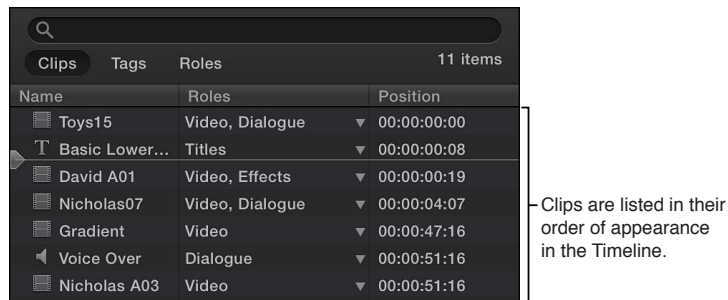 Clips Tags Roles 11 items
Name Roles Position
Toys15 Video, Dialogue 00:00:00:00
T Basic Lower... Titles 00:00:00:08
David A01 Video, Effects 00:00:00:19
Nicholas07 Video, Dialogue 00:00:04:07
Gradient Video 00:00:47:16
Voice Over Dialogue 00:00:51:16
Nicholas A03 Video 00:00:51:16
Clips are listed in their
order of appearance
in the Timeline.